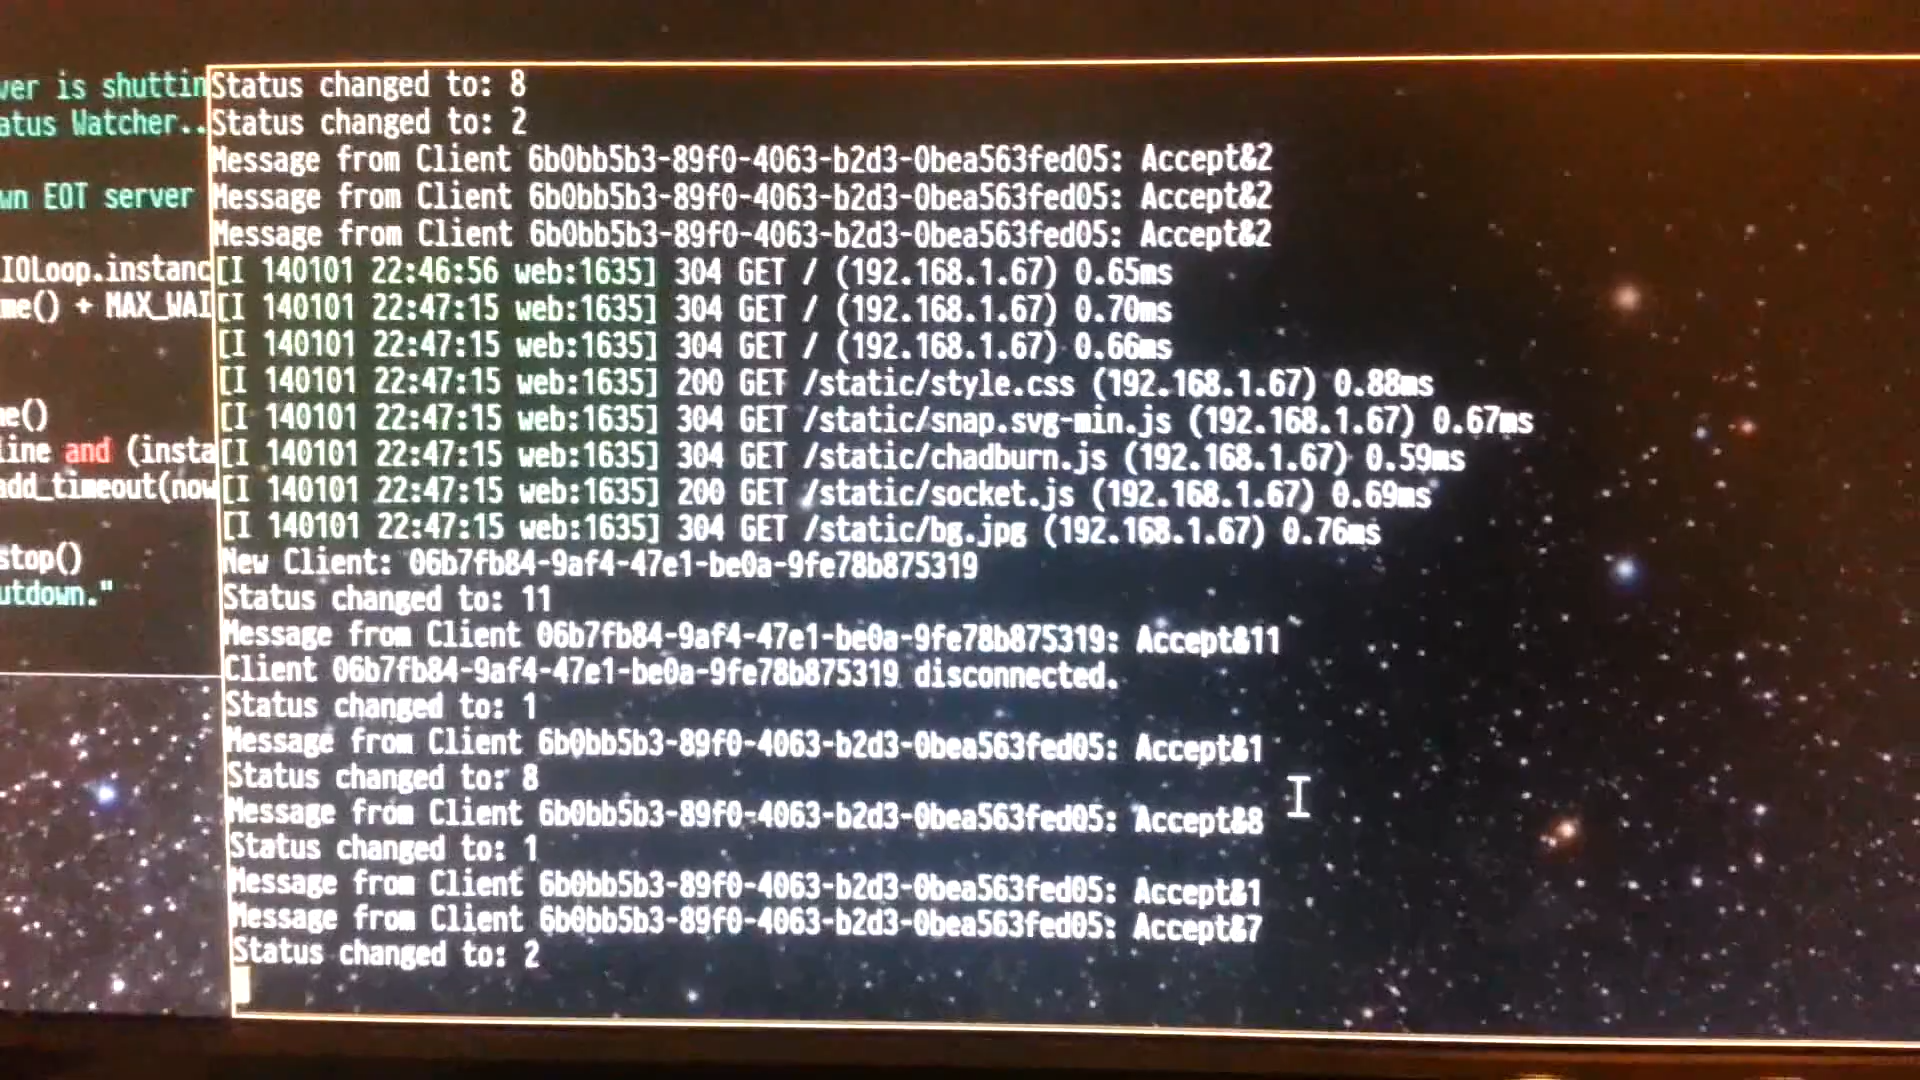 ver is shuttin
atus Watcher..
wn EOT server
IOLoop.instanc
me() + MAX_WAI
ne()
line and (insta
add_timeout(now
stop()
utdown."
Status changed to: 8
Status changed to: 2
Message from Client 6b0bb5b3-89f0-4063-b2d3-0bea563fed05: Accept&2
Message from Client 6b0bb5b3-89f0-4063-b2d3-0bea563fed05: Accept&2
Message from Client 6b0bb5b3-89f0-4063-b2d3-0bea563fed05: Accept&2
[I 140101 22:46:56 web:1635] 304 GET / (192.168.1.67) 0.65ms
[I 140101 22:47:15 web:1635] 304 GET / (192.168.1.67) 0.70ms
[I 140101 22:47:15 web:1635] 304 GET / (192.168.1.67) 0.66ms
[I 140101 22:47:15 web:1635] 200 GET /static/style.css (192.168.1.67) 0.88ms
[I 140101 22:47:15 web:1635] 304 GET /static/snap.svg-min.js (192.168.1.67) 0.67ms
[I 140101 22:47:15 web:1635] 304 GET /static/chadburn.js (192.168.1.67) 0.59ms
[I 140101 22:47:15 web:1635] 200 GET /static/socket.js (192.168.1.67) 0.69ms
[I 140101 22:47:15 web:1635] 304 GET /static/bg.jpg (192.168.1.67) 0.76ms
New Client: 06b7fb84-9af4-47e1-be0a-9fe78b875319
Status changed to: 11
Message from Client 06b7fb84-9af4-47e1-be0a-9fe78b875319: Accept&11
Client 06b7fb84-9af4-47e1-be0a-9fe78b875319 disconnected.
Status changed to: 1
Message from Client 6b0bb5b3-89f0-4063-b2d3-0bea563fed05: Accept&1
Status changed to: 8
Message from Client 6b0bb5b3-89f0-4063-b2d3-0bea563fed05: Accept&8
Status changed to: 1
Message from Client 6b0bb5b3-89f0-4063-b2d3-0bea563fed05: Accept&1
Message from Client 6b0bb5b3-89f0-4063-b2d3-0bea563fed05: Accept&7
Status changed to: 2